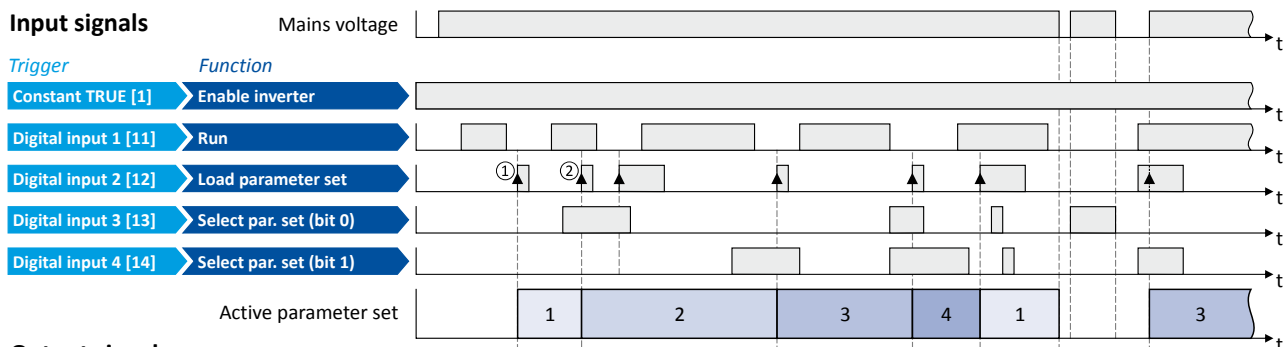 Input signals
Mains voltage
t
Trigger Function
Constant TRUE [1] Enable inverter
t
Digital input 1 [11] Run
t
① ②
Digital input 2 [12] Load parameter set
t
Digital input 3 [13] Select par. set (bit 0)
t
Digital input 4 [14] Select par. set (bit 1)
t
Active parameter set 1 2 3 4 1 3
t